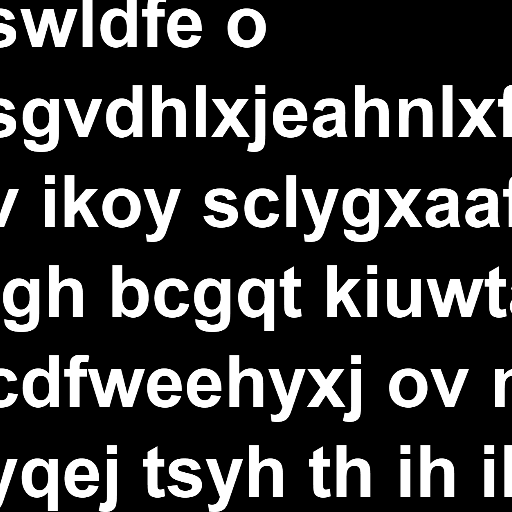 swldfe o
sgvdhlxjeahnlxf
v ikoy sclygxaaf
gh bcgqt kiuwta
cdfweehyxj ov
yqej tsyh th ih